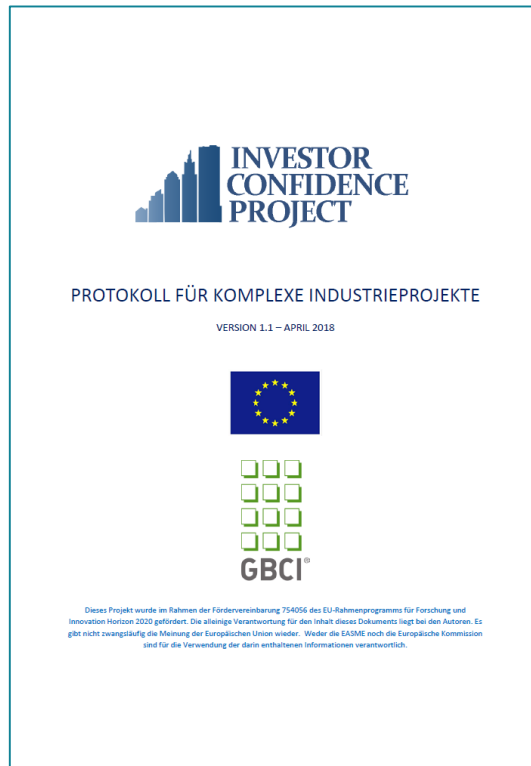 INVESTOR
CONFIDENCE
PROJECT
PROTOKOLL FÜR KOMPLEXE INDUSTRIEPROJEKTE
VERSION 1.1 – APRIL 2018
GBCI®
Dieses Projekt wurde im Rahmen der Fördervereinbarung 754056 des EU-Rahmenprogramms für Forschung und
Innovation Horizon 2020 gefördert. Die alleinige Verantwortung für den Inhalt dieses Dokuments liegt bei den Autoren. Es
gibt nicht zwangsläufig die Meinung der Europäischen Union wieder. Weder die EASME noch die Europäische Kommission
sind für die Verwendung der darin enthaltenen Informationen verantwortlich.